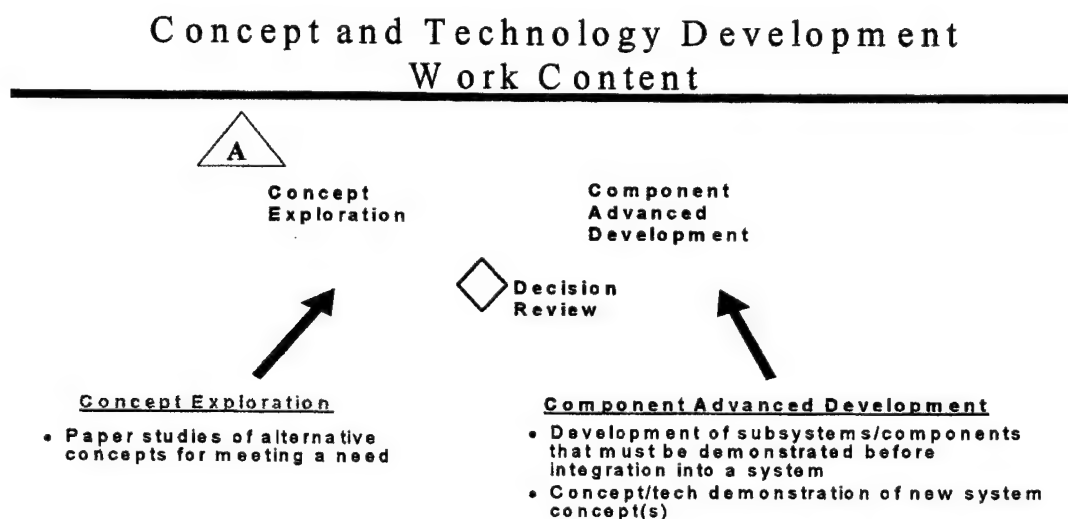 Concept and Technology Development
Work Content
A
Concept
Exploration
Component
Advanced
Development
Decision
Review
Concept Exploration
• Paper studies of alternative
concepts for meeting a need
Component Advanced Development
• Development of subsystems/components
that must be demonstrated before
integration into a system
• Concept/tech demonstration of new system
concept(s)